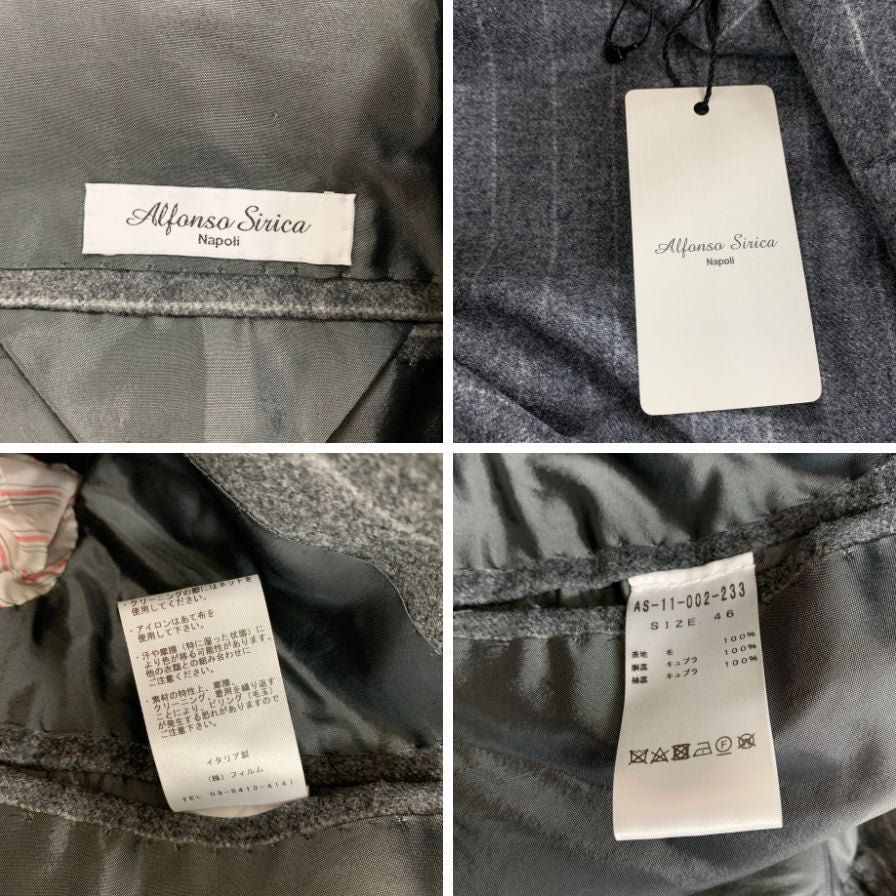 Alfonso Sirica
Napoli
Alfonso Sirica
Napoli
・クリーニングの際にはネットを
使用してください。
・アイロンはあて布を
使用して下さい。
・汗や摩擦（特に湿った状態）に
より色が移る可能性があります。
他の衣類との組み合わせに
ご注意ください。
・素材の特性上、摩擦、
クリーニング、着用を繰り返す
ことにより、ピリング（毛玉）
が発生する恐れがありますので
ご注意下さい。
イタリア製
（株）フィルム
TEL 03-6413-4141
AS-11-002-233
SIZE. 46
表地 毛 100%
胴裏 キュプラ 100%
袖裏 キュプラ 100%